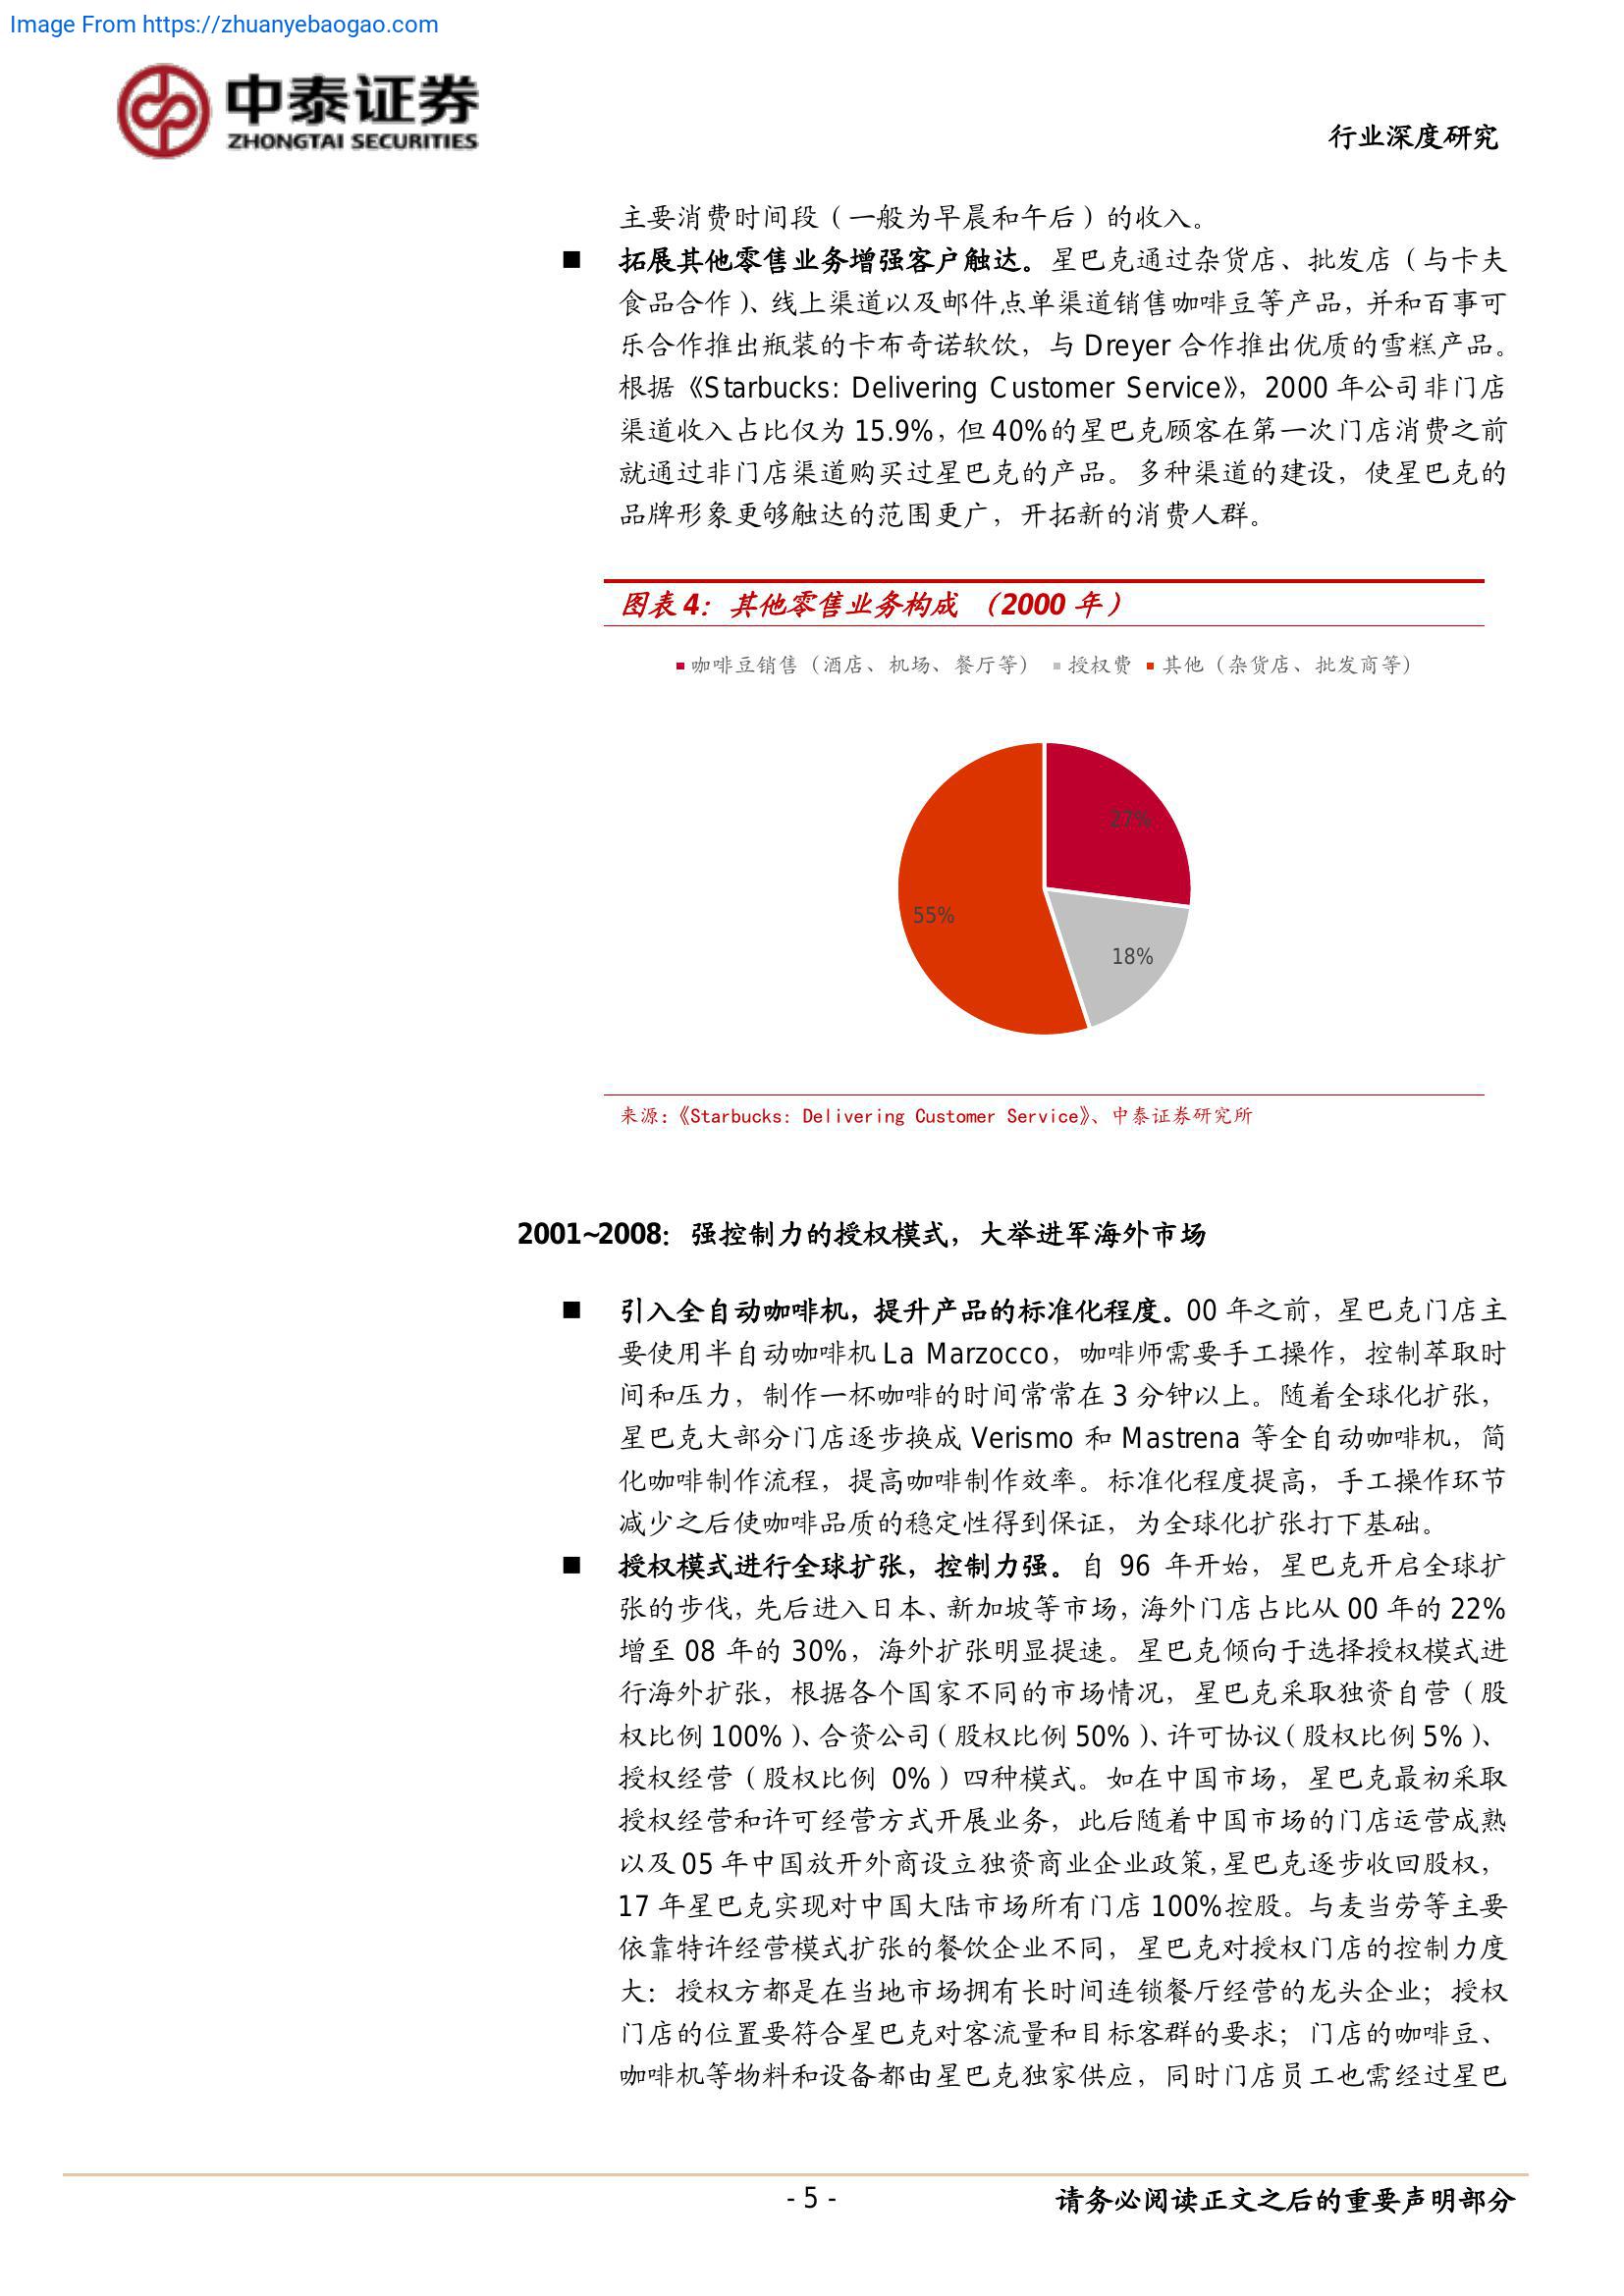 Image From https://zhuanyebaogao.com
中泰证券
ZHONGTAI SECURITIES
行业深度研究
主要消费时间段（一般为早晨和午后）的收入。
■ 拓展其他零售业务增强客户触达。星巴克通过杂货店、批发店（与卡夫
食品合作）、线上渠道以及邮件点单渠道销售咖啡豆等产品，并和百事可
乐合作推出瓶装的卡布奇诺软饮，与 Dreyer 合作推出优质的雪糕产品。
根据《Starbucks: Delivering Customer Service》，2000 年公司非门店
渠道收入占比仅为 15.9%，但 40%的星巴克顾客在第一次门店消费之前
就通过非门店渠道购买过星巴克的产品。多种渠道的建设，使星巴克的
品牌形象更够触达的范围更广，开拓新的消费人群。
图表 4：其他零售业务构成 （2000 年）
咖啡豆销售（酒店、机场、餐厅等） 授权费 其他（杂货店、批发商等）
27%
55%
18%
来源：《Starbucks: Delivering Customer Service》、中泰证券研究所
2001~2008：强控制力的授权模式，大举进军海外市场
■ 引入全自动咖啡机，提升产品的标准化程度。00 年之前，星巴克门店主
要使用半自动咖啡机 La Marzocco，咖啡师需要手工操作，控制萃取时
间和压力，制作一杯咖啡的时间常常在 3 分钟以上。随着全球化扩张，
星巴克大部分门店逐步换成 Verismo 和 Mastrena 等全自动咖啡机，简
化咖啡制作流程，提高咖啡制作效率。标准化程度提高，手工操作环节
减少之后使咖啡品质的稳定性得到保证，为全球化扩张打下基础。
■ 授权模式进行全球扩张，控制力强。自 96 年开始，星巴克开启全球扩
张的步伐，先后进入日本、新加坡等市场，海外门店占比从 00 年的 22%
增至 08 年的 30%，海外扩张明显提速。星巴克倾向于选择授权模式进
行海外扩张，根据各个国家不同的市场情况，星巴克采取独资自营（股
权比例 100%）、合资公司（股权比例 50%）、许可协议（股权比例 5%）、
授权经营（股权比例 0%）四种模式。如在中国市场，星巴克最初采取
授权经营和许可经营方式开展业务，此后随着中国市场的门店运营成熟
以及 05 年中国放开外商设立独资商业企业政策，星巴克逐步收回股权，
17 年星巴克实现对中国大陆市场所有门店 100%控股。与麦当劳等主要
依靠特许经营模式扩张的餐饮企业不同，星巴克对授权门店的控制力度
大：授权方都是在当地市场拥有长时间连锁餐厅经营的龙头企业；授权
门店的位置要符合星巴克对客流量和目标客群的要求；门店的咖啡豆、
咖啡机等物料和设备都由星巴克独家供应，同时门店员工也需经过星巴
- 5 -
请务必阅读正文之后的重要声明部分